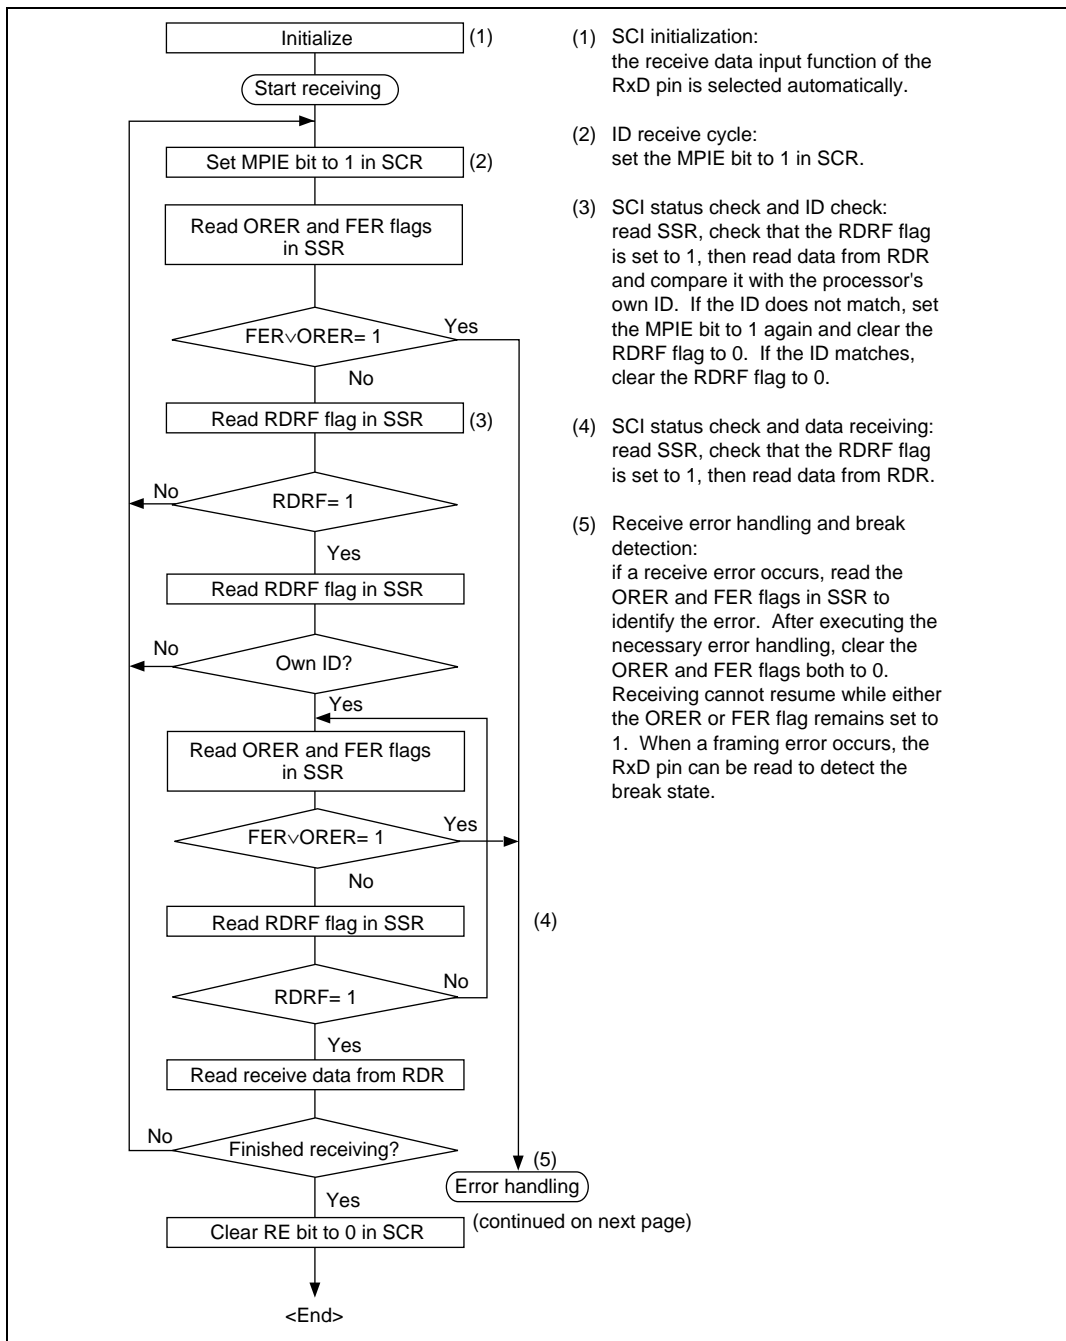 Initialize
(1)
Start receiving
Set MPIE bit to 1 in SCR
(2)
Read ORER and FER flags
in SSR
FER∨ORER= 1
Yes
No
Read RDRF flag in SSR
(3)
RDRF= 1
No
Yes
Read RDRF flag in SSR
No
Own ID?
Yes
Read ORER and FER flags
in SSR
FER∨ORER= 1
Yes
No
Read RDRF flag in SSR
(4)
RDRF= 1
No
Yes
Read receive data from RDR
No
Finished receiving?
(5)
Error handling
Yes
(continued on next page)
Clear RE bit to 0 in SCR
<End>
(1) SCI initialization:
the receive data input function of the
RxD pin is selected automatically.
(2) ID receive cycle:
set the MPIE bit to 1 in SCR.
(3) SCI status check and ID check:
read SSR, check that the RDRF flag
is set to 1, then read data from RDR
and compare it with the processor's
own ID. If the ID does not match, set
the MPIE bit to 1 again and clear the
RDRF flag to 0. If the ID matches,
clear the RDRF flag to 0.
(4) SCI status check and data receiving:
read SSR, check that the RDRF flag
is set to 1, then read data from RDR.
(5) Receive error handling and break
detection:
if a receive error occurs, read the
ORER and FER flags in SSR to
identify the error. After executing the
necessary error handling, clear the
ORER and FER flags both to 0.
Receiving cannot resume while either
the ORER or FER flag remains set to
1. When a framing error occurs, the
RxD pin can be read to detect the
break state.